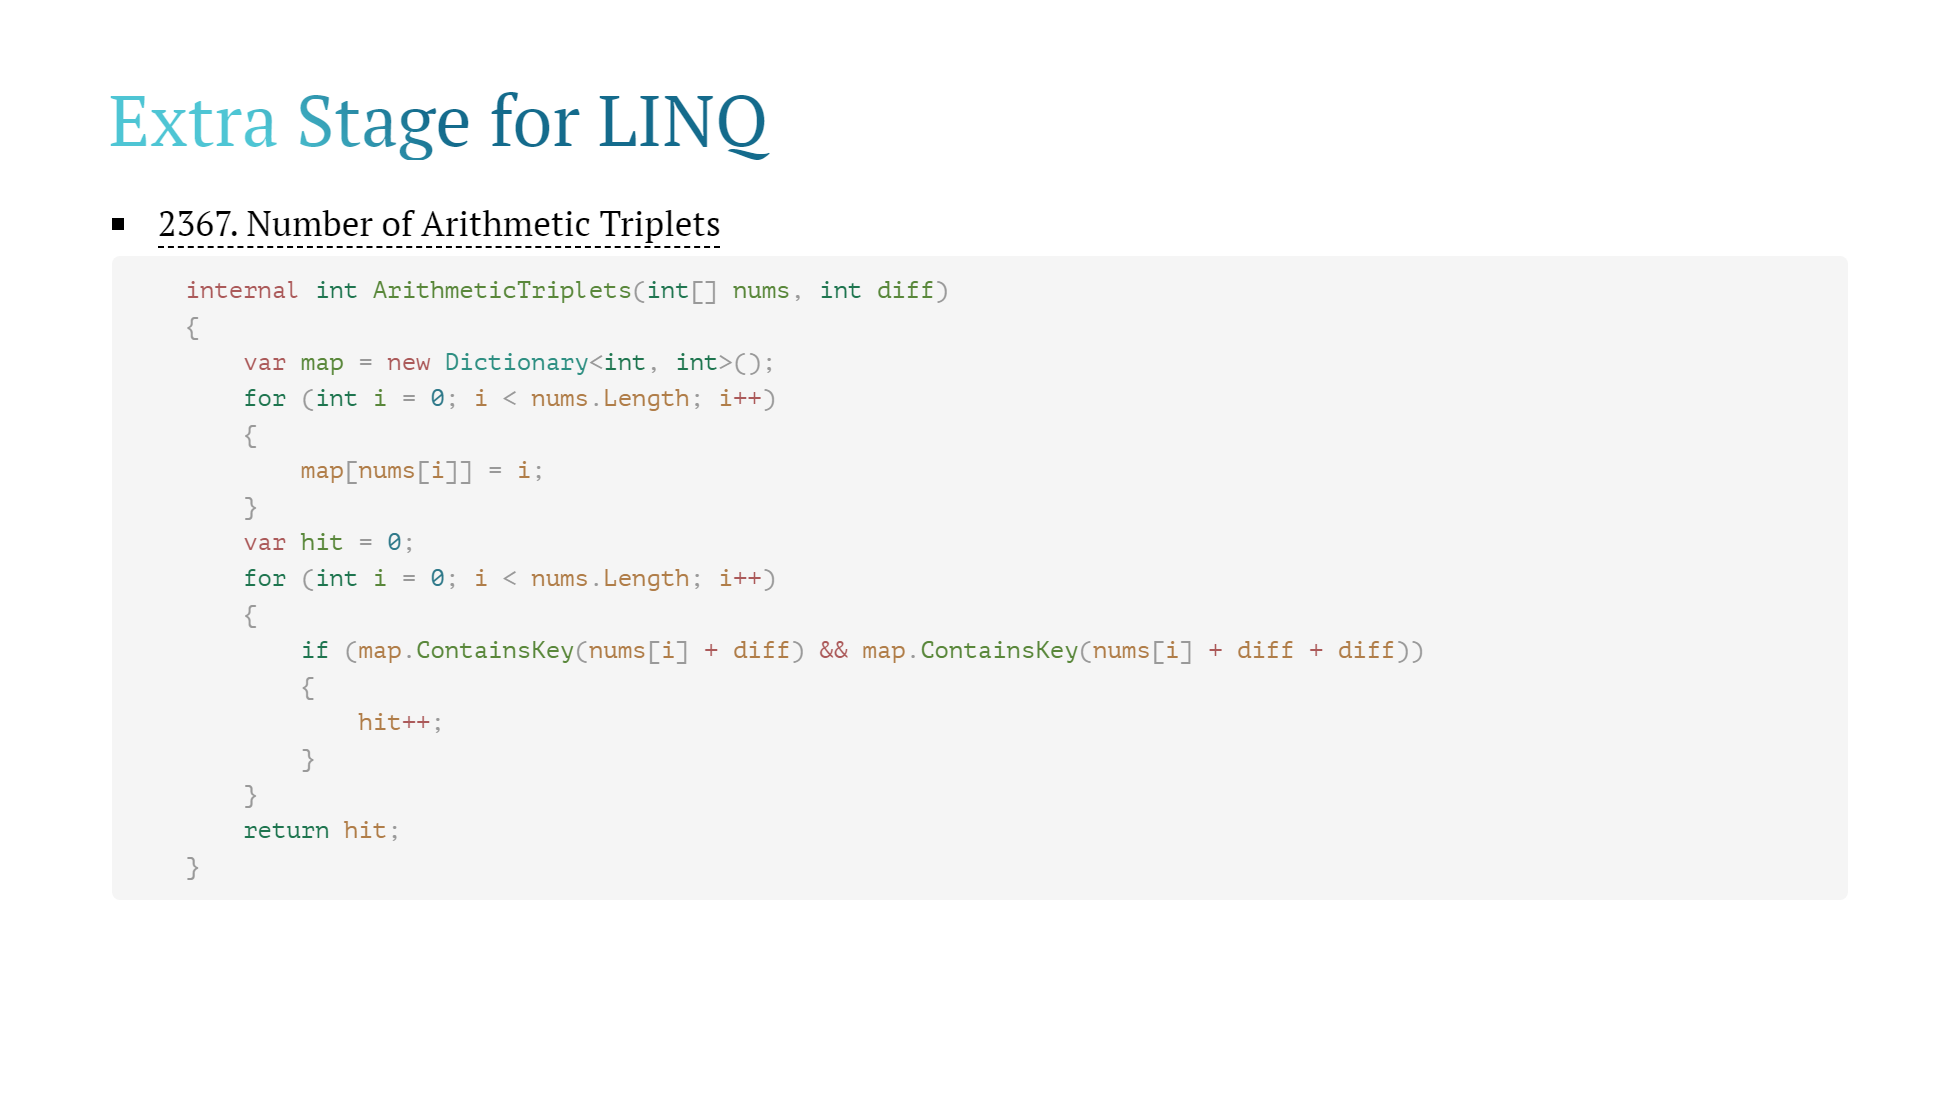 Extra Stage for LINQ
2367. Number of Arithmetic Triplets
internal int ArithmeticTriplets(int[] nums, int diff)
{
    var map = new Dictionary<int, int>();
    for (int i = 0; i < nums.Length; i++)
    {
        map[nums[i]] = i;
    }
    var hit = 0;
    for (int i = 0; i < nums.Length; i++)
    {
        if (map.ContainsKey(nums[i] + diff) && map.ContainsKey(nums[i] + diff + diff))
        {
            hit++;
        }
    }
    return hit;
}